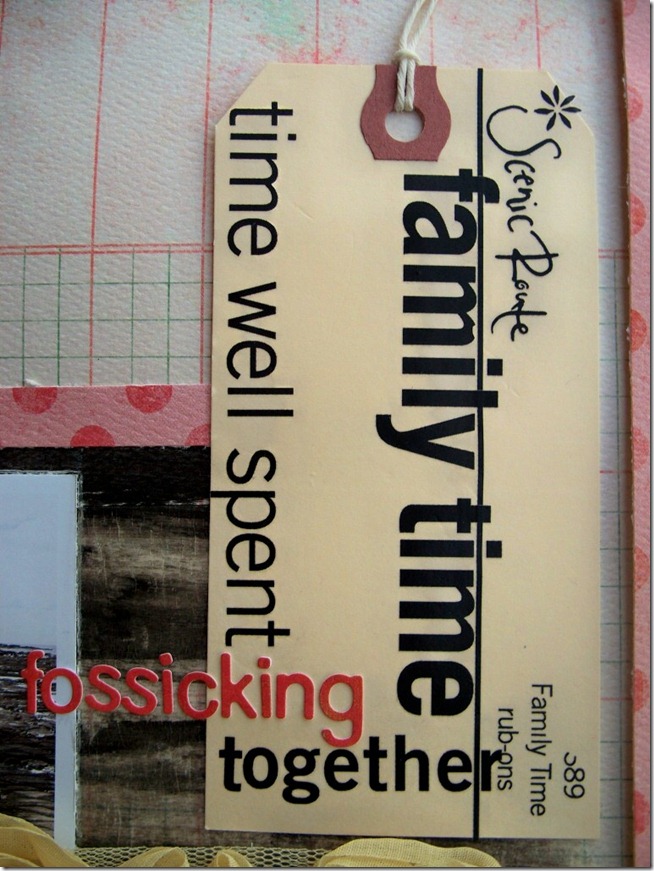 Scenic Route
family time
time well spent
fossicking
together
Family Time
rub-ons